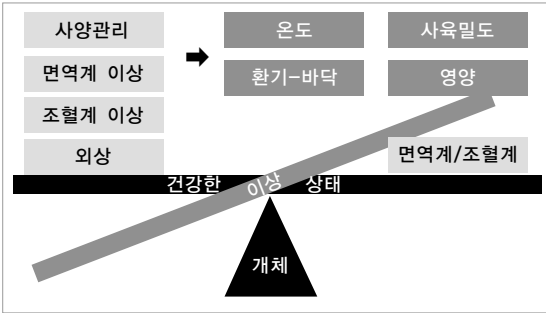 사양관리
면역계 이상
조혈계 이상
외상
➡
온도
사육밀도
환기-바닥
영양
면역계/조혈계
건강한 이상 상태
개체